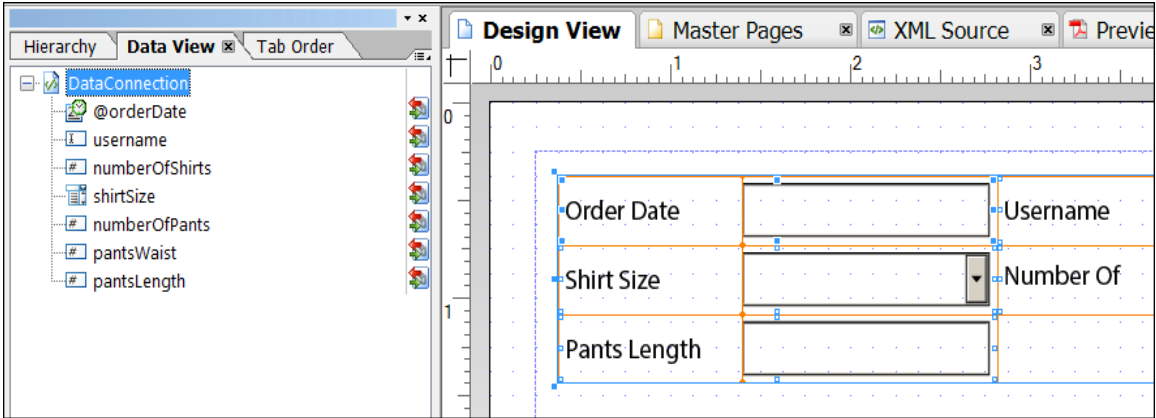 Hierarchy Data View Tab Order
DataConnection
@orderDate
username
numberOfShirts
shirtSize
numberOfPants
pantsWaist
pantsLength
Design View Master Pages XML Source Previe
0 1 2 3
0
Order Date Username
Shirt Size Number Of
1
Pants Length